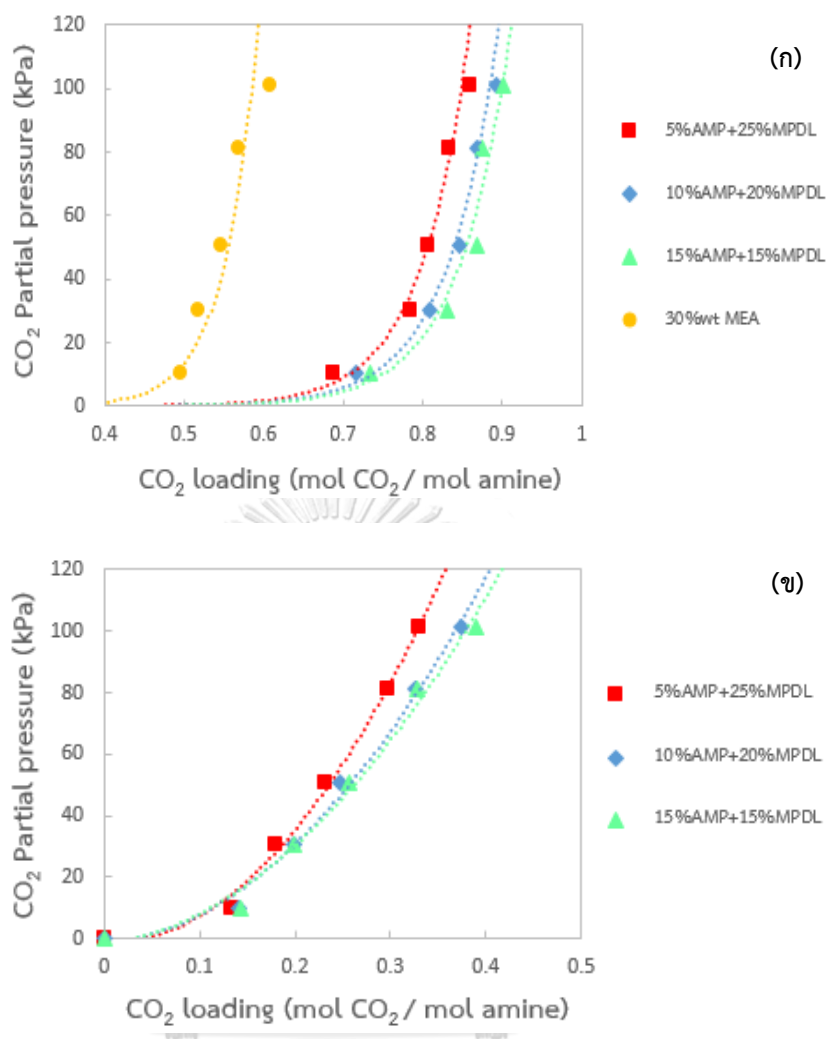 (ก)
120
100
80
60
40
20
0
CO₂ Partial pressure (kPa)
0.4 0.5 0.6 0.7 0.8 0.9 1
CO₂ loading (mol CO₂/ mol amine)
5%AMP+25%MPDL
10%AMP+20%MPDL
15%AMP+15%MPDL
30%wt MEA
(ข)
120
100
80
60
40
20
0
CO₂ Partial pressure (kPa)
0 0.1 0.2 0.3 0.4 0.5
CO₂ loading (mol CO₂/ mol amine)
5%AMP+25%MPDL
10%AMP+20%MPDL
15%AMP+15%MPDL